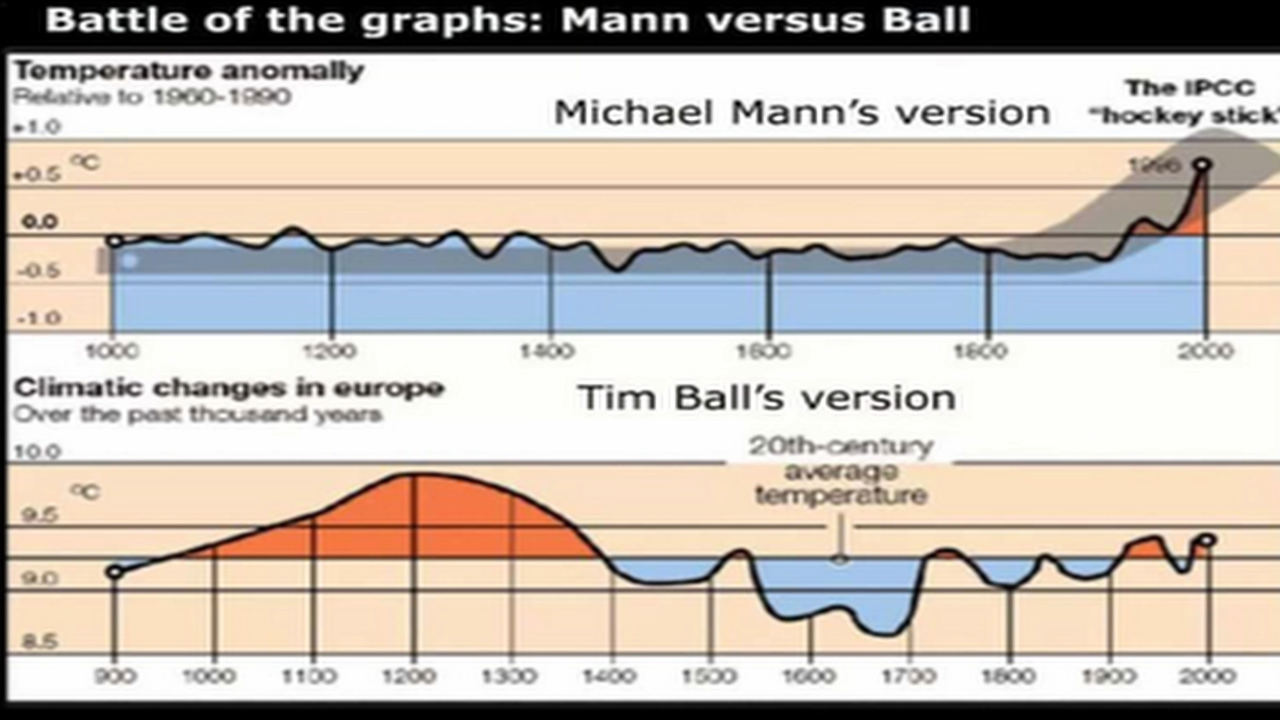 Battle of the graphs: Mann versus Ball
Temperature anomally
Relative to 1960-1990
Michael Mann's version
The IPCC
"hockey stick"
+1.0
°C
+0.5
1998
0.0
-0.5
-1.0
1000 1200 1400 1600 1800 2000
Climatic changes in europe
Over the past thousand years
Tim Ball's version
10.0
20th-century
average
temperature
°C
9.5
9.0
8.5
900 1000 1100 1200 1300 1400 1500 1600 1700 1800 1900 2000